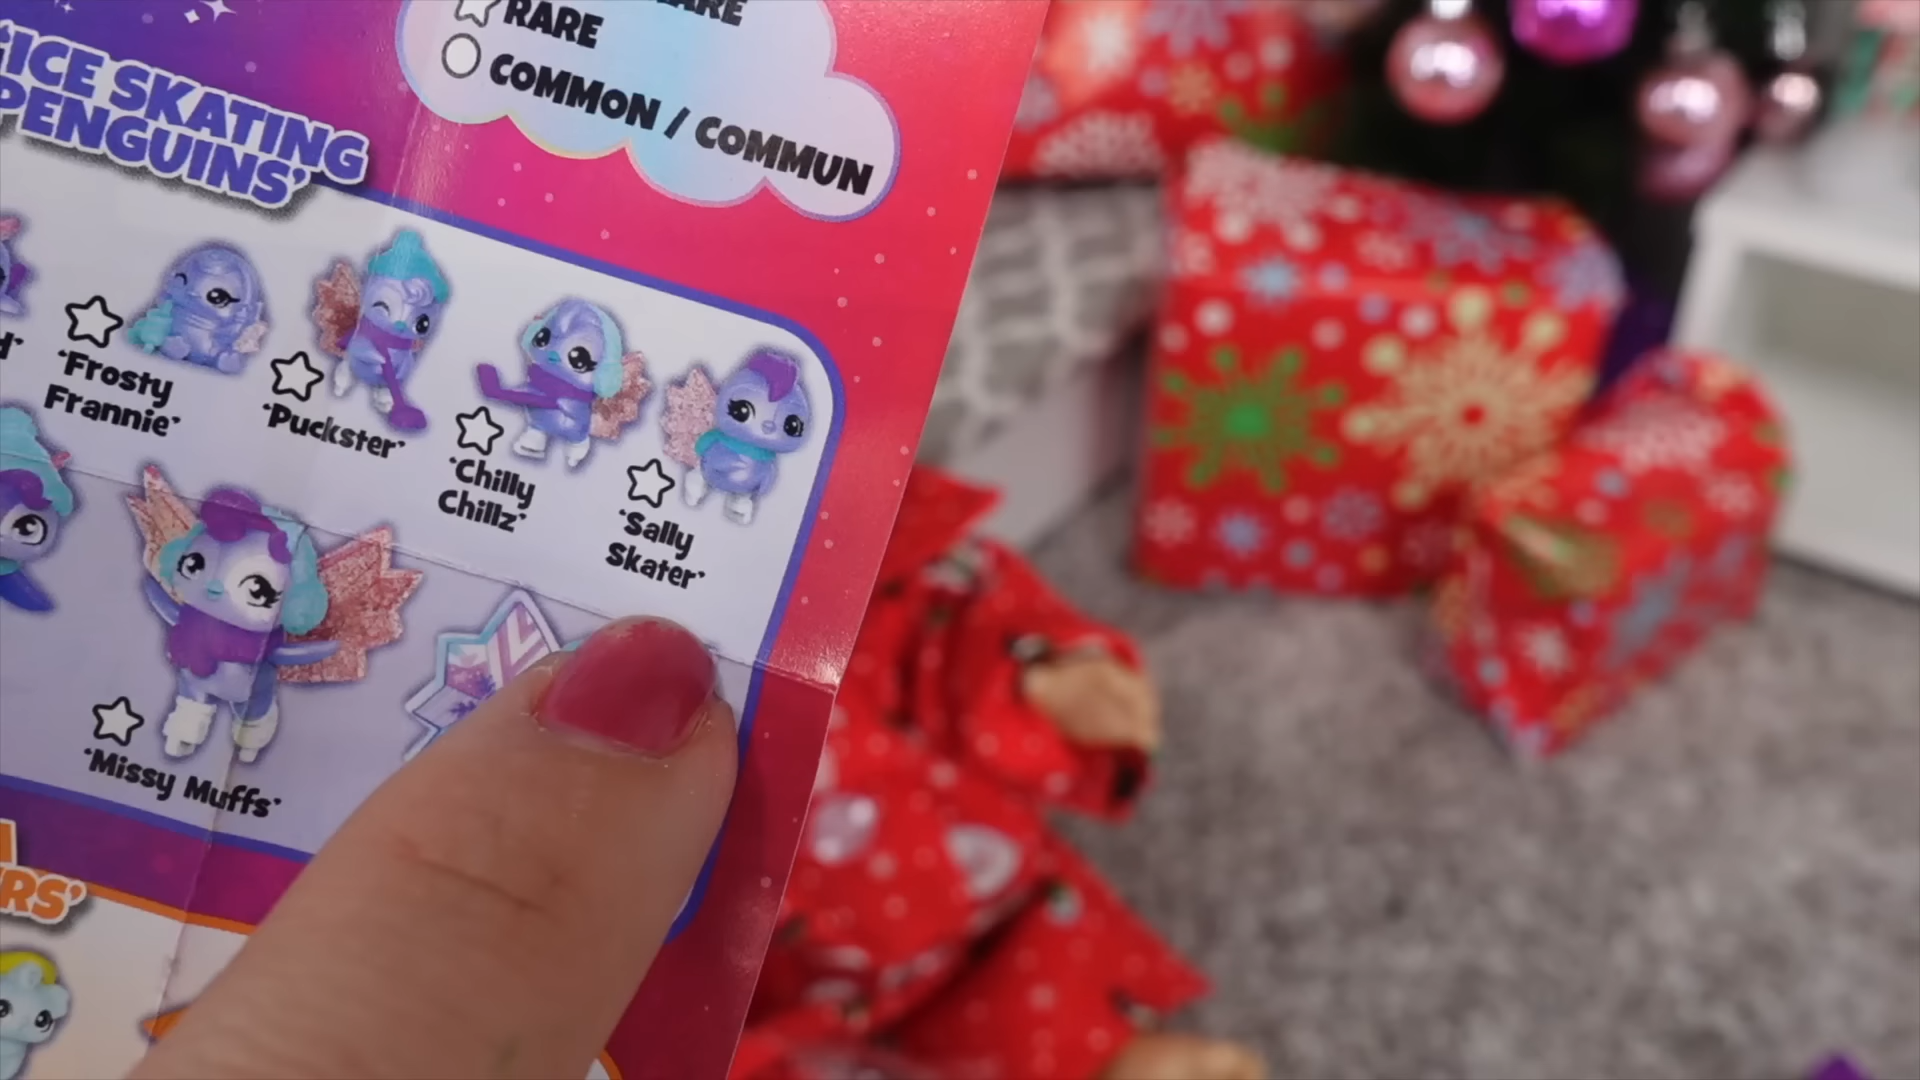 RARE
COMMON / COMMUN
'ICE SKATING
PENGUINS'
'Frosty
Frannie'
'Puckster'
'Chilly
Chillz'
'Sally
Skater'
'Missy Muffs'